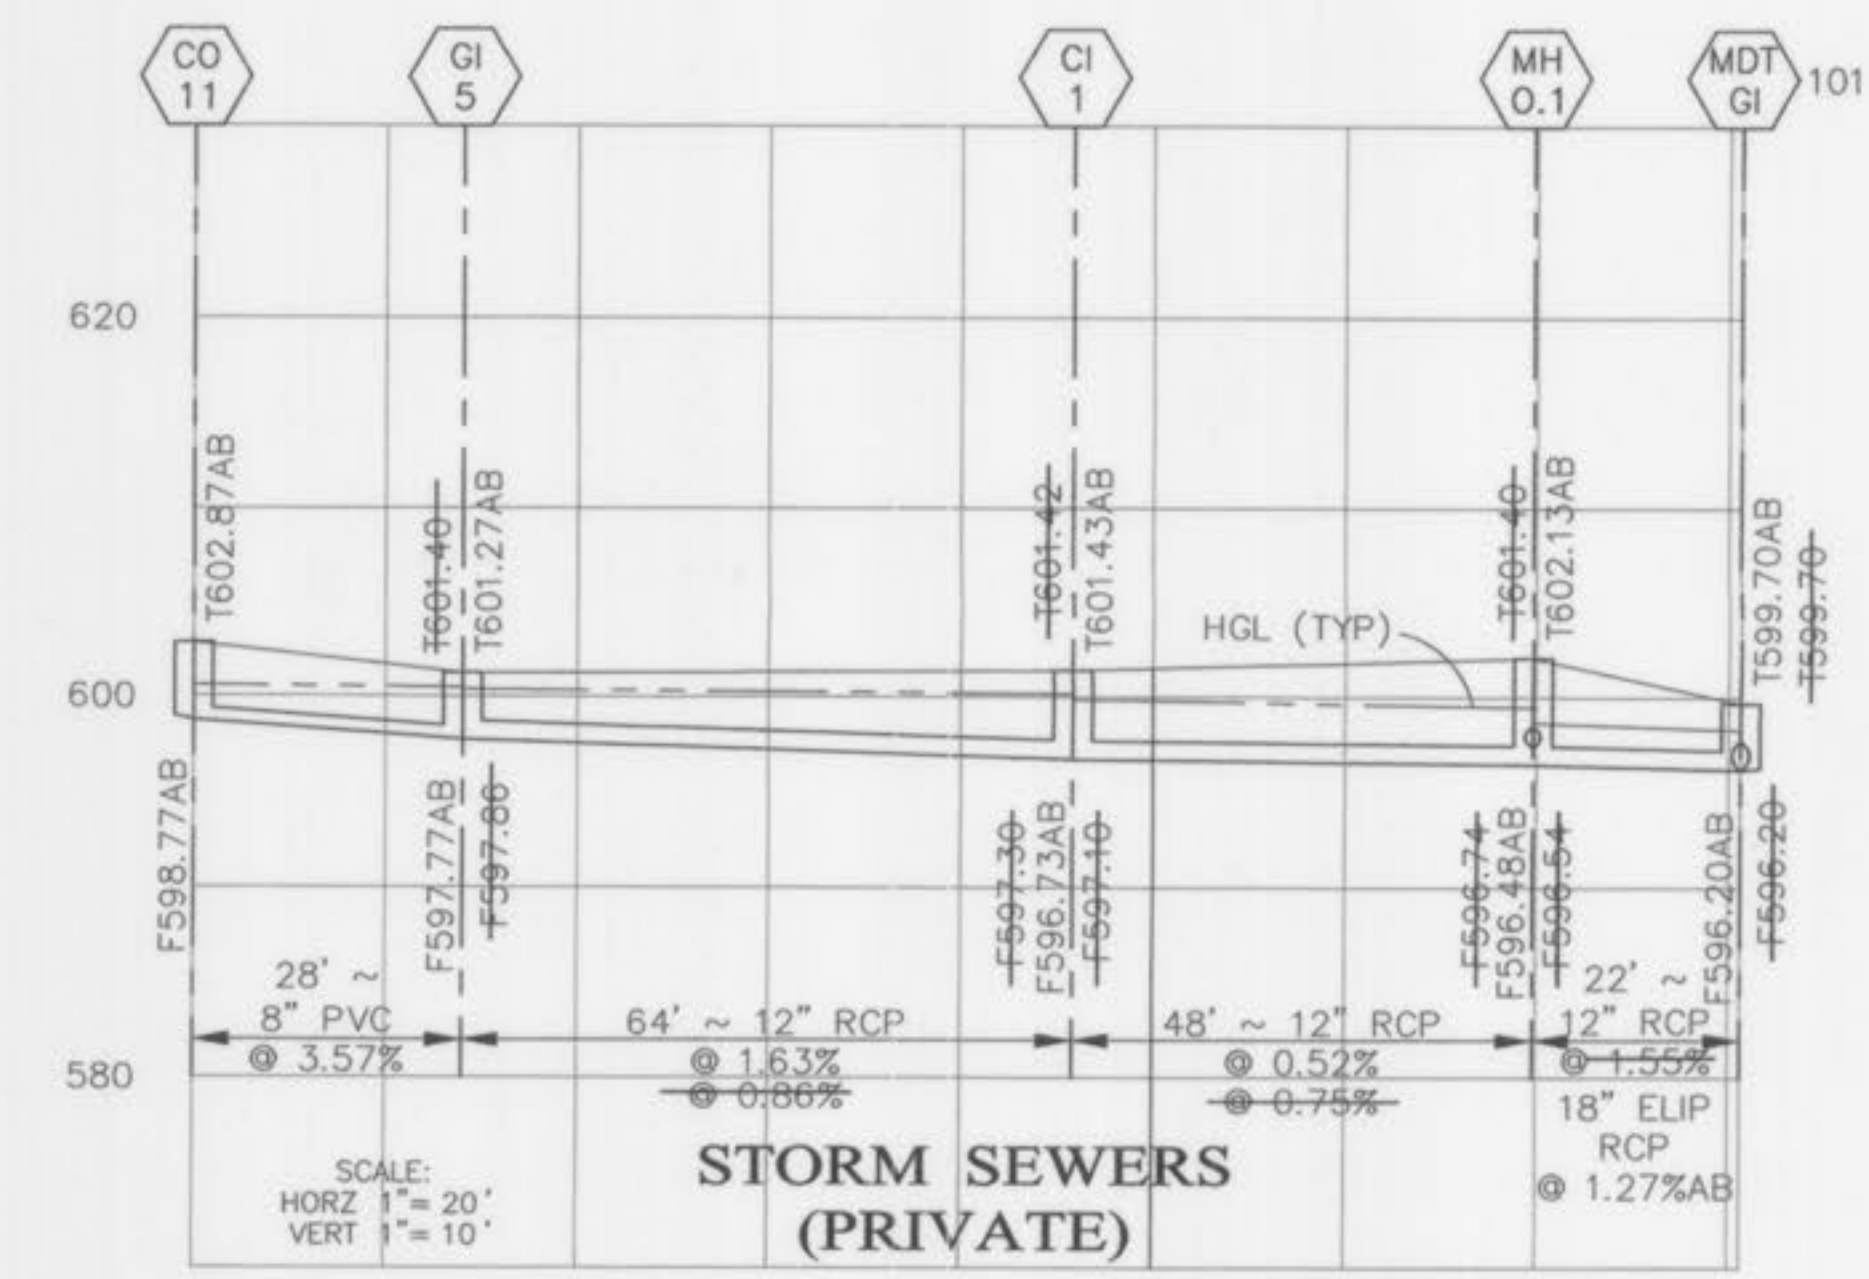 CO
11
GI
5
CI
1
MH
0.1
MDT
GI
101
620
600
580
T602.87AB
T601.40
T601.27AB
T601.42
T601.43AB
HGL (TYP)
T601.40
T602.13AB
T599.70AB
T599.70
F598.77AB
F597.77AB
F597.86
F597.30
F596.73AB
F597.10
F596.74
F596.48AB
F596.54
F596.20AB
F596.20
28' ~
8" PVC
@ 3.57%
64' ~ 12" RCP
@ 1.63%
@ 0.86%
48' ~ 12" RCP
@ 0.52%
@ 0.75%
22' ~
12" RCP
@ 1.55%
18" ELIP
RCP
@ 1.27%AB
SCALE:
HORZ 1"= 20'
VERT 1"= 10'
STORM SEWERS
(PRIVATE)